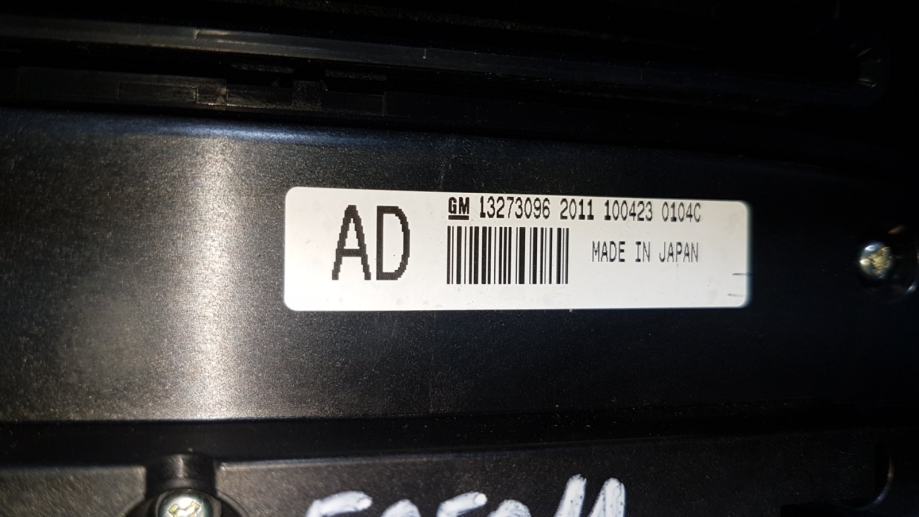 AD
GM 13273096 2011 100423 0104C
MADE IN JAPAN